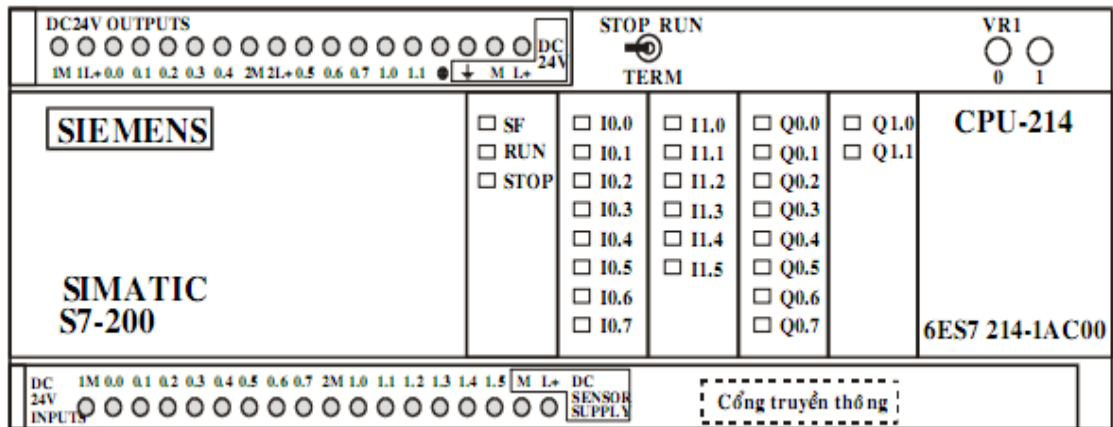 DC24V OUTPUTS
DC
24V
1M 1L+ 0.0 0.1 0.2 0.3 0.4 2M 2L+ 0.5 0.6 0.7 1.0 1.1 M L+
STOP RUN
TERM
VR1
0 1
SIEMENS
SIMATIC
S7-200
SF
RUN
STOP
I0.0
I0.1
I0.2
I0.3
I0.4
I0.5
I0.6
I0.7
I1.0
I1.1
I1.2
I1.3
I1.4
I1.5
Q0.0
Q0.1
Q0.2
Q0.3
Q0.4
Q0.5
Q0.6
Q0.7
Q1.0
Q1.1
CPU-214
6ES7 214-1AC00
DC
24V
INPUTS
1M 0.0 0.1 0.2 0.3 0.4 0.5 0.6 0.7 2M 1.0 1.1 1.2 1.3 1.4 1.5 M L+
DC
SENSOR
SUPPLY
Cổng truyền thông